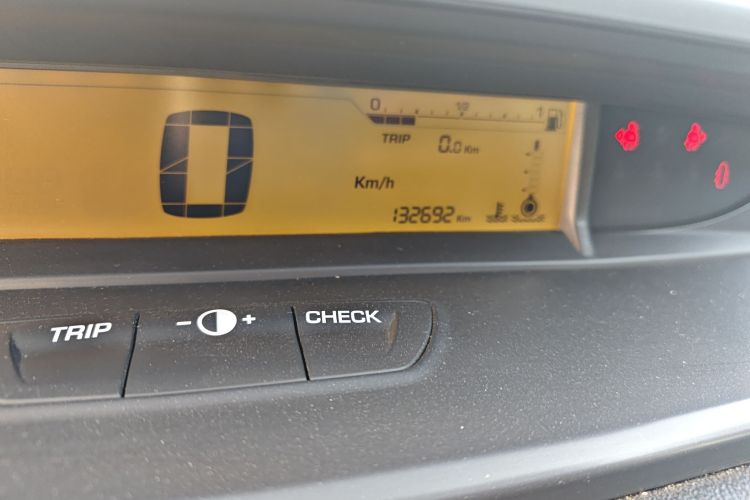 0
0 1/2 1
TRIP 0.0 Km
Km/h
132692 Km
TRIP - + CHECK